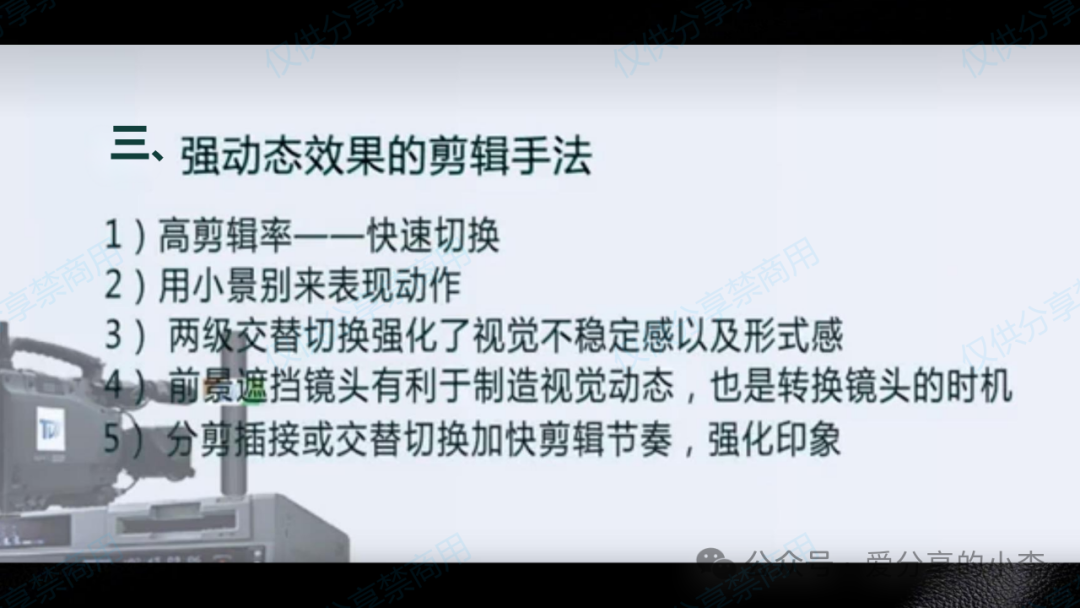 三、强动态效果的剪辑手法
1）高剪辑率——快速切换
2）用小景别来表现动作
3） 两级交替切换强化了视觉不稳定感以及形式感
4） 前景遮挡镜头有利于制造视觉动态，也是转换镜头的时机
5） 分剪插接或交替切换加快剪辑节奏，强化印象
公众号 · 爱分享的小李
仅供分享禁商用